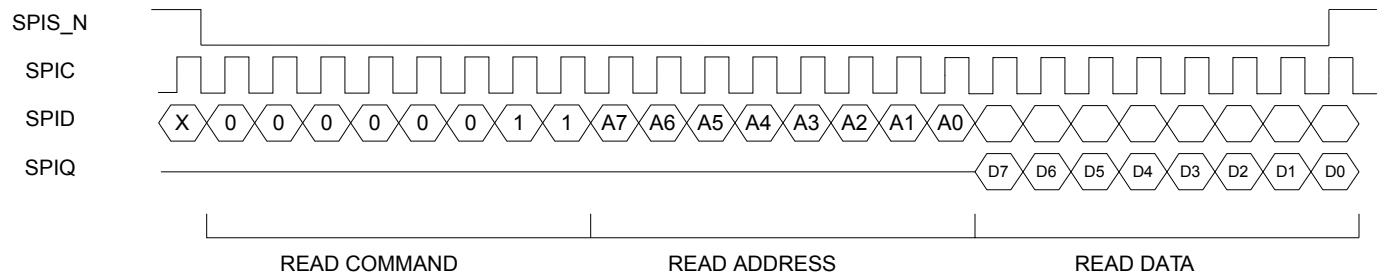 SPIS_N
SPIC
SPID X 0 0 0 0 0 0 1 1 A7 A6 A5 A4 A3 A2 A1 A0
SPIQ D7 D6 D5 D4 D3 D2 D1 D0
READ COMMAND READ ADDRESS READ DATA